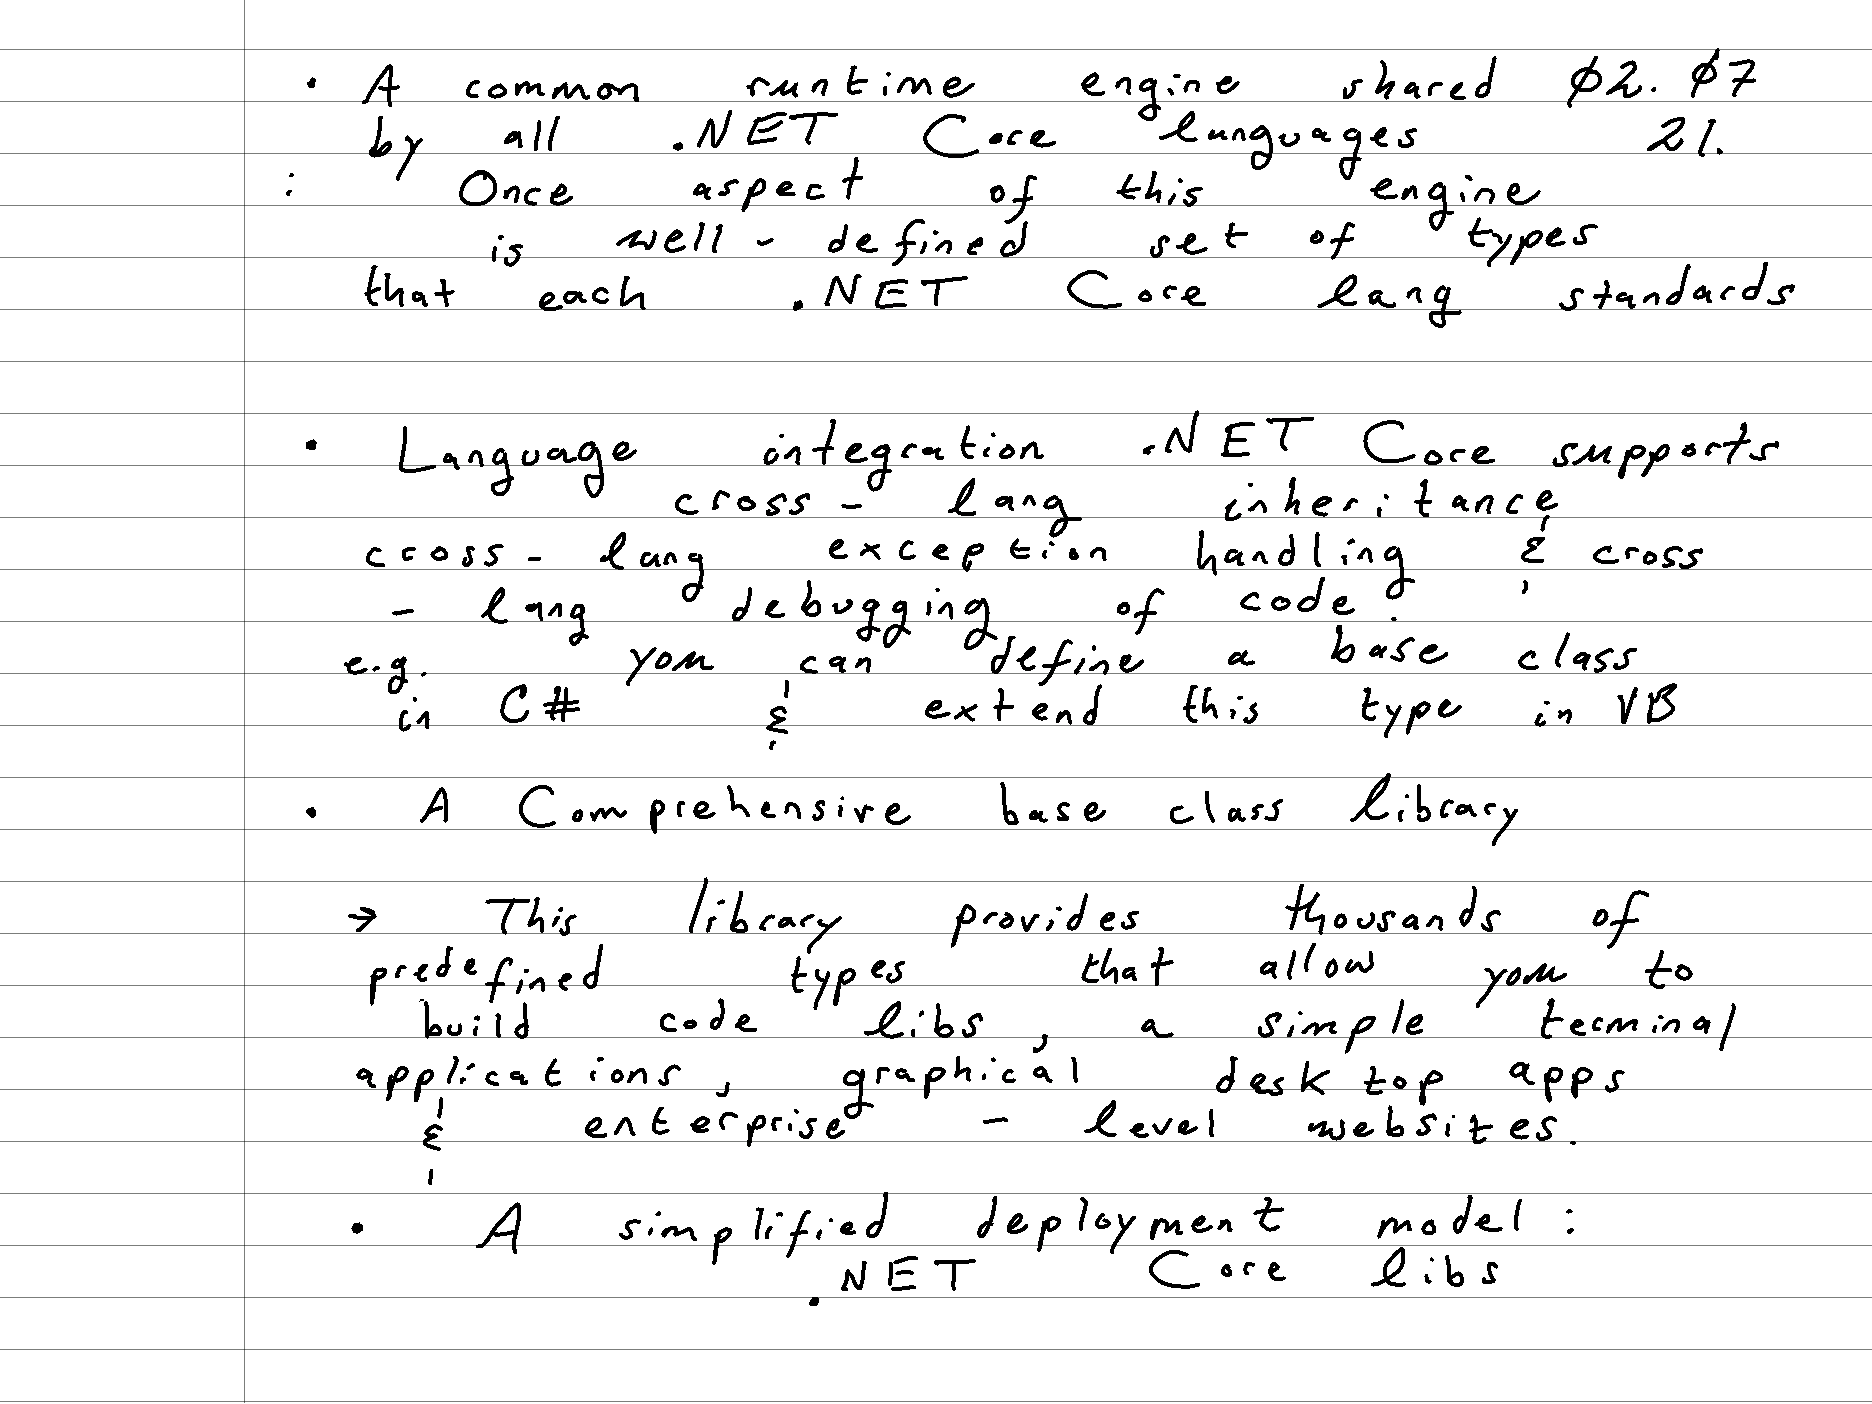 • A common runtime engine shared 02. 07
by all .NET Core languages 21.
: Once aspect of this engine
is well - defined set of types
that each .NET Core lang standards
• Language integration .NET Core supports
cross - lang inheritance
cross - lang exception handling & cross
- lang debugging of code.
e.g. you can define a base class
in C# & extend this type in VB
• A Comprehensive base class library
→ This library provides thousands of
predefined types that allow you to
build code libs, a simple terminal
applications, graphical desktop apps
& enterprise - level websites.
• A simplified deployment model :
.NET Core libs